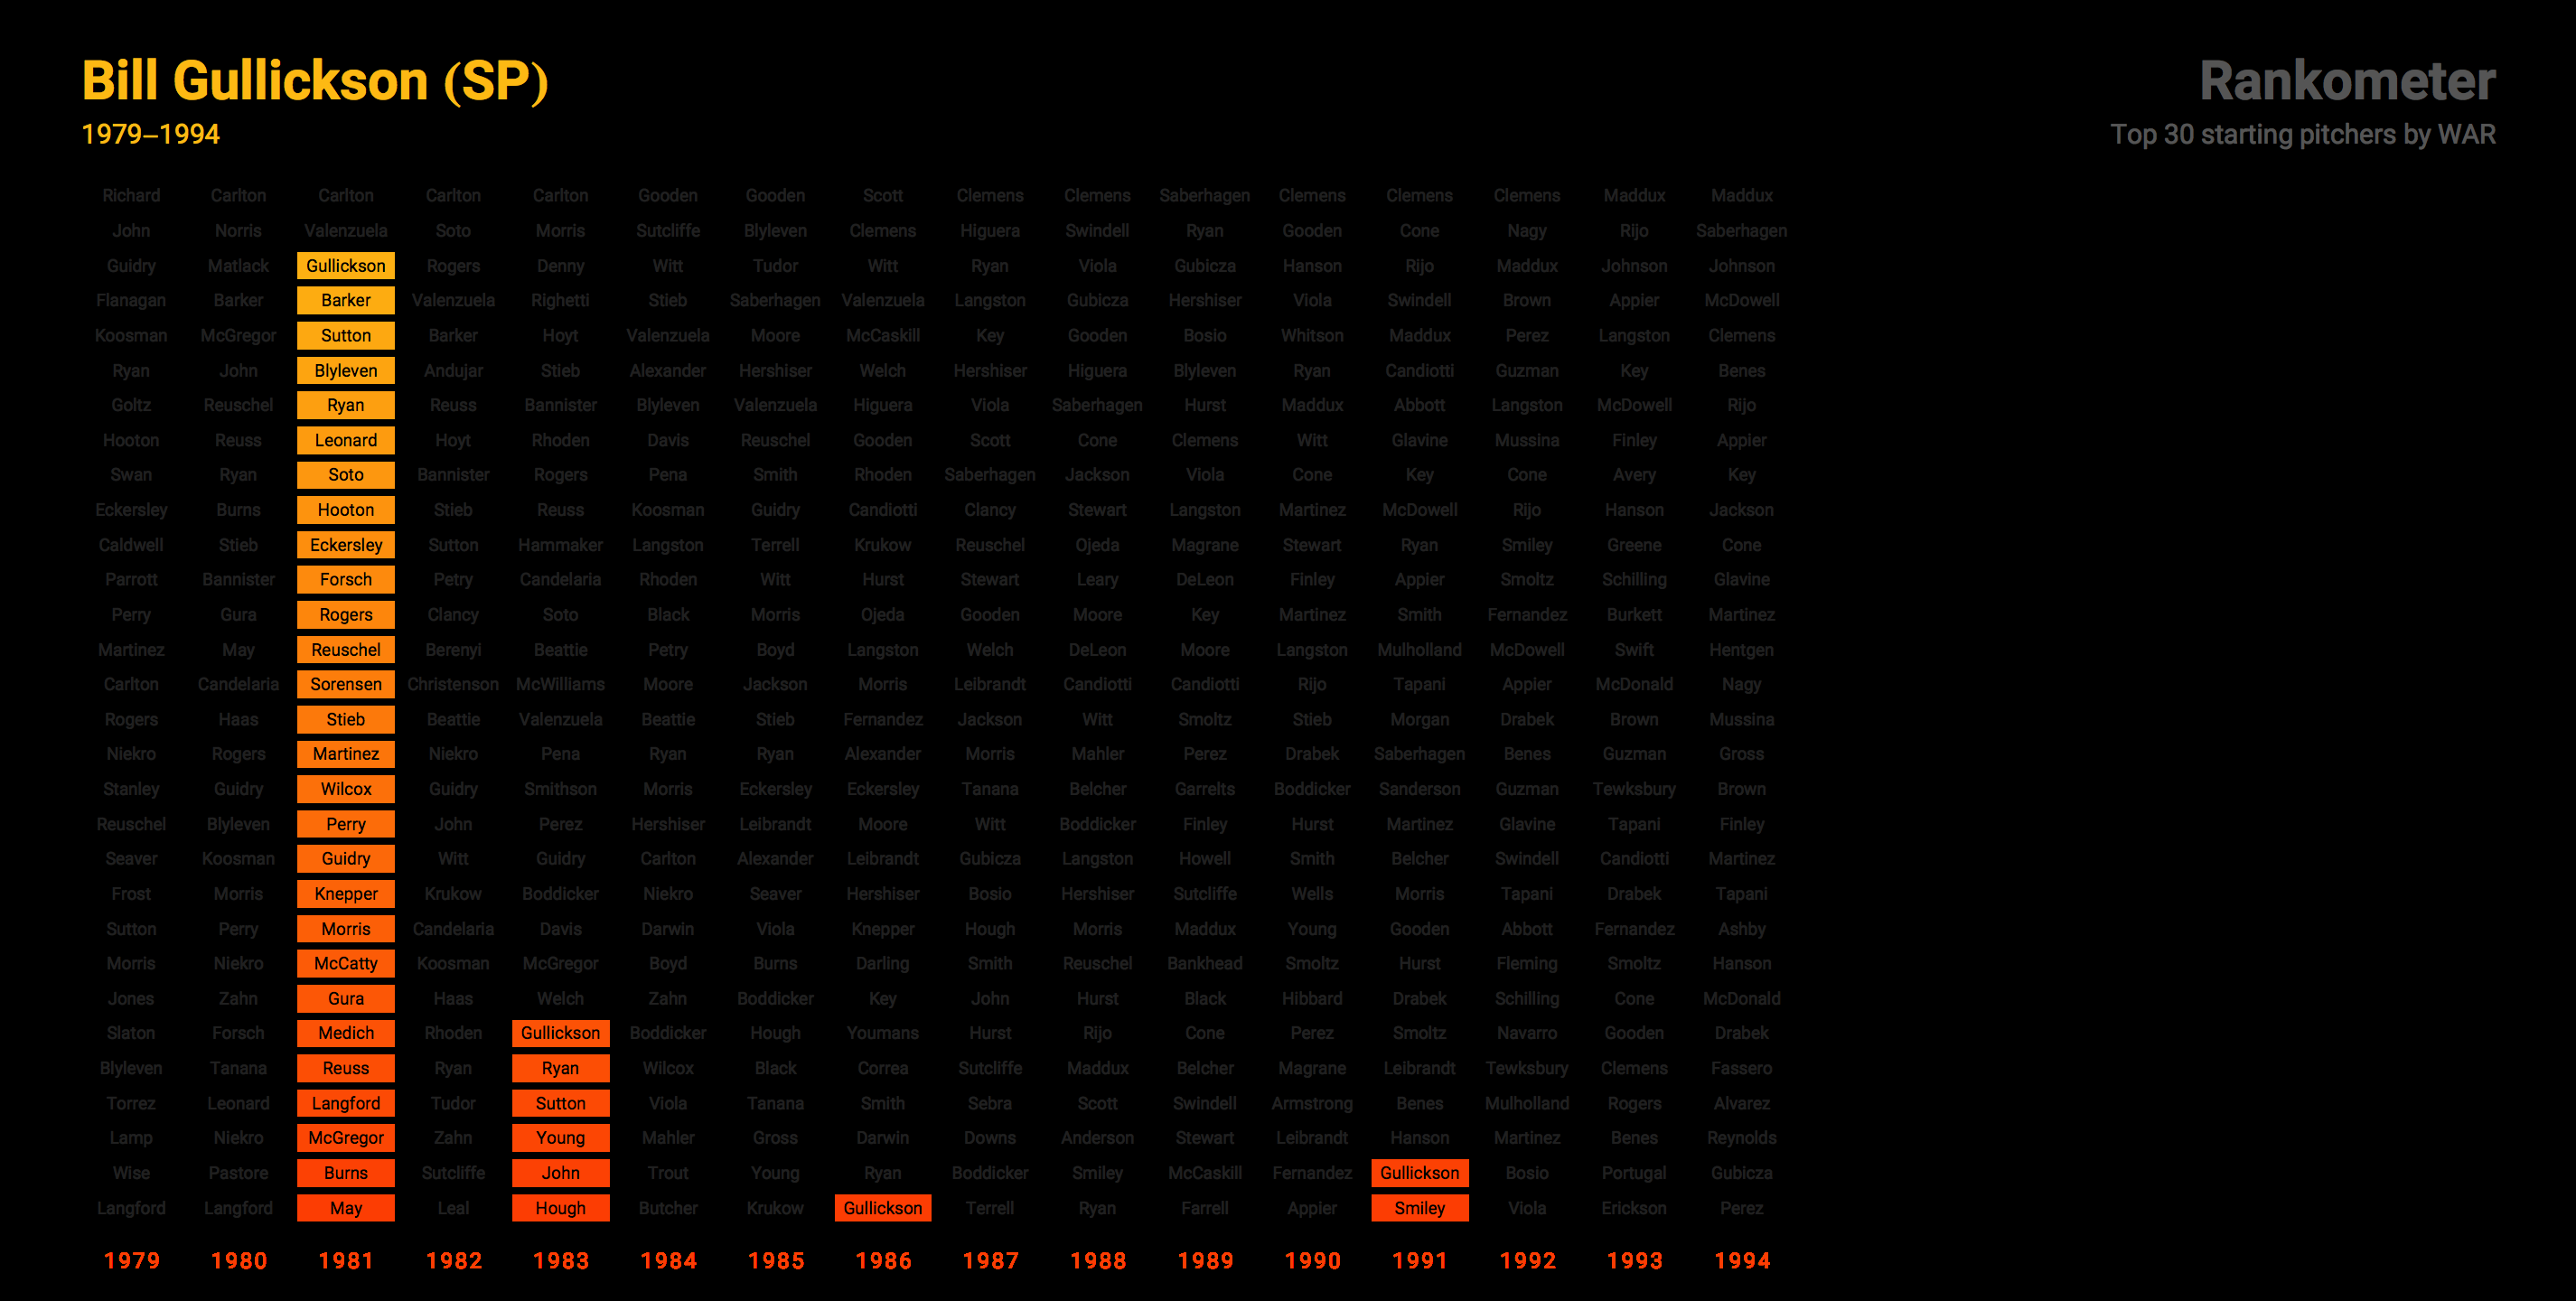 Bill Gullickson (SP)
1979–1994
Rankometer
Top 30 starting pitchers by WAR
Richard Carlton Carlton Carlton Carlton Gooden Gooden Scott Clemens Clemens Saberhagen Clemens Clemens Clemens Maddux Maddux
John Norris Valenzuela Soto Morris Sutcliffe Blyleven Clemens Higuera Swindell Ryan Gooden Cone Nagy Rijo Saberhagen
Guidry Matlack Gullickson Rogers Denny Witt Tudor Witt Ryan Viola Gubicza Hanson Rijo Maddux Johnson Johnson
Flanagan Barker Barker Valenzuela Righetti Stieb Saberhagen Valenzuela Langston Gubicza Hershiser Viola Swindell Brown Appier McDowell
Koosman McGregor Sutton Barker Hoyt Valenzuela Moore McCaskill Key Gooden Bosio Whitson Maddux Perez Langston Clemens
Ryan John Blyleven Andujar Stieb Alexander Hershiser Welch Hershiser Higuera Blyleven Ryan Candiotti Guzman Key Benes
Goltz Reuschel Ryan Reuss Bannister Blyleven Valenzuela Higuera Viola Saberhagen Hurst Maddux Abbott Langston McDowell Rijo
Hooton Reuss Leonard Hoyt Rhoden Davis Reuschel Gooden Scott Cone Clemens Witt Glavine Mussina Finley Appier
Swan Ryan Soto Bannister Rogers Pena Smith Rhoden Saberhagen Jackson Viola Cone Key Cone Avery Key
Eckersley Burns Hooton Stieb Reuss Koosman Guidry Candiotti Clancy Stewart Langston Martinez McDowell Rijo Hanson Jackson
Caldwell Stieb Eckersley Sutton Hammaker Langston Terrell Krukow Reuschel Ojeda Magrane Stewart Ryan Smiley Greene Cone
Parrott Bannister Forsch Petry Candelaria Rhoden Witt Hurst Stewart Leary DeLeon Finley Appier Smoltz Schilling Glavine
Perry Gura Rogers Clancy Soto Black Morris Ojeda Gooden Moore Key Martinez Smith Fernandez Burkett Martinez
Martinez May Reuschel Berenyi Beattie Petry Boyd Langston Welch DeLeon Moore Langston Mulholland McDowell Swift Hentgen
Carlton Candelaria Sorensen Christenson McWilliams Moore Jackson Morris Leibrandt Candiotti Candiotti Rijo Tapani Appier McDonald Nagy
Rogers Haas Stieb Beattie Valenzuela Beattie Stieb Fernandez Jackson Witt Smoltz Stieb Morgan Drabek Brown Mussina
Niekro Rogers Martinez Niekro Pena Ryan Ryan Alexander Morris Mahler Perez Drabek Saberhagen Benes Guzman Gross
Stanley Guidry Wilcox Guidry Smithson Morris Eckersley Eckersley Tanana Belcher Garrelts Boddicker Sanderson Guzman Tewksbury Brown
Reuschel Blyleven Perry John Perez Hershiser Leibrandt Moore Witt Boddicker Finley Hurst Martinez Glavine Tapani Finley
Seaver Koosman Guidry Witt Guidry Carlton Alexander Leibrandt Gubicza Langston Howell Smith Belcher Swindell Candiotti Martinez
Frost Morris Knepper Krukow Boddicker Niekro Seaver Hershiser Bosio Hershiser Sutcliffe Wells Morris Tapani Drabek Tapani
Sutton Perry Morris Candelaria Davis Darwin Viola Knepper Hough Morris Maddux Young Gooden Abbott Fernandez Ashby
Morris Niekro McCatty Koosman McGregor Boyd Burns Darling Smith Reuschel Bankhead Smoltz Hurst Fleming Smoltz Hanson
Jones Zahn Gura Haas Welch Zahn Boddicker Key John Hurst Black Hibbard Drabek Schilling Cone McDonald
Slaton Forsch Medich Rhoden Gullickson Boddicker Hough Youmans Hurst Rijo Cone Perez Smoltz Navarro Gooden Drabek
Blyleven Tanana Reuss Ryan Ryan Wilcox Black Correa Sutcliffe Maddux Belcher Magrane Leibrandt Tewksbury Clemens Fassero
Torrez Leonard Langford Tudor Sutton Viola Tanana Smith Sebra Scott Swindell Armstrong Benes Mulholland Rogers Alvarez
Lamp Niekro McGregor Zahn Young Mahler Gross Darwin Downs Anderson Stewart Leibrandt Hanson Martinez Benes Reynolds
Wise Pastore Burns Sutcliffe John Trout Young Ryan Boddicker Smiley McCaskill Fernandez Gullickson Bosio Portugal Gubicza
Langford Langford May Leal Hough Butcher Krukow Gullickson Terrell Ryan Farrell Appier Smiley Viola Erickson Perez
1979 1980 1981 1982 1983 1984 1985 1986 1987 1988 1989 1990 1991 1992 1993 1994